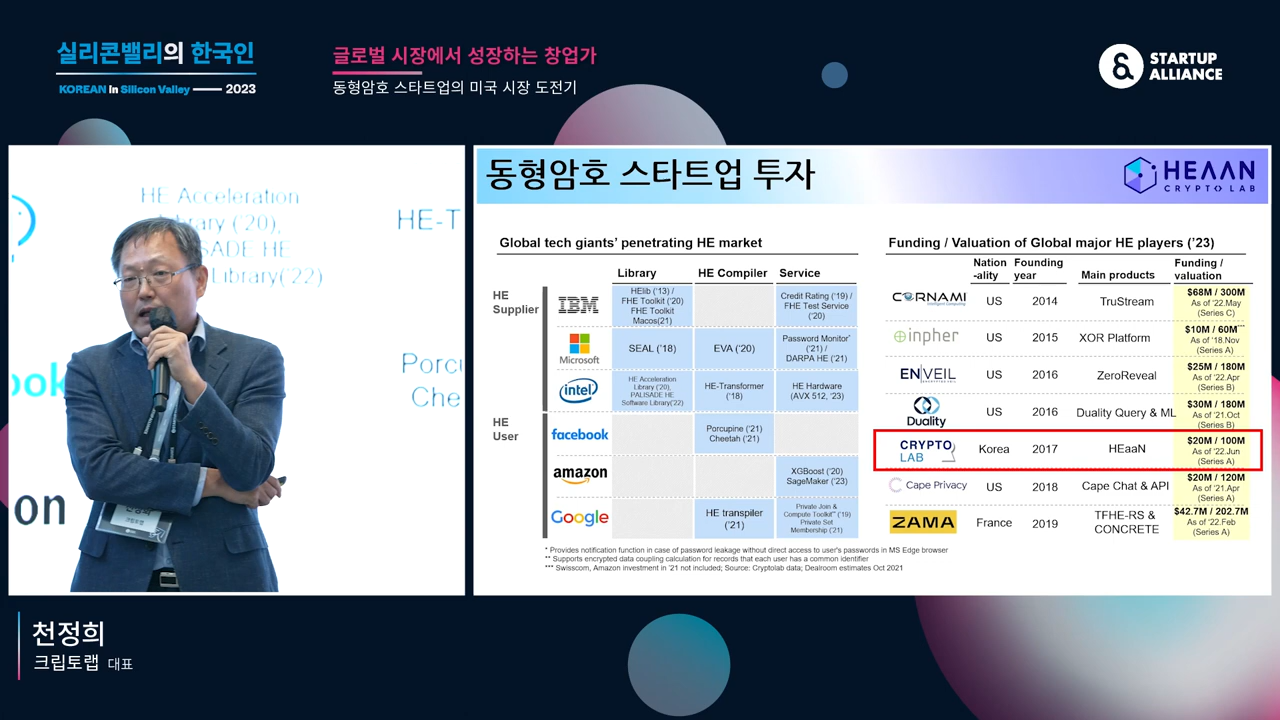 실리콘밸리의 한국인
KOREAN in Silicon Valley 2023
글로벌 시장에서 성장하는 창업가
동형암호 스타트업의 미국 시장 도전기
STARTUP
ALLIANCE
HE Acceleration
Library ('20),
PALISADE HE
Library('22)
HE-T
ook
Porcu
Che
on
천정희
크립토랩
천정희
크립토랩 대표
동형암호 스타트업 투자
HEAAN
CRYPTO LAB
Global tech giants' penetrating HE market
Library HE Compiler Service
HE
Supplier
IBM
HElib ('13) /
FHE Toolkit ('20)
FHE Toolkit
Macos(21)
Credit Rating ('19) /
FHE Test Service
('20)
Microsoft
SEAL ('18)
EVA ('20)
Password Monitor*
('21) /
DARPA HE ('21)
intel
HE Acceleration
Library ('20),
PALISADE HE
Software Library('22)
HE-Transformer
('18)
HE Hardware
(AVX 512, '23)
HE
User
facebook
Porcupine ('21)
Cheetah ('21)
amazon
XGBoost ('20)
SageMaker ('23)
Google
HE transpiler
('21)
Private Join &
Compute Toolkit** ('19)
Private Set
Membership ('21)
Funding / Valuation of Global major HE players ('23)
Nation
-ality
Founding
year
Main products
Funding /
valuation
CORNAMI
US 2014 TruStream
$68M / 300M
As of '22.May
(Series C)
inpher
US 2015 XOR Platform
$10M / 60M***
As of '18.Nov
(Series A)
ENVEIL
US 2016 ZeroReveal
$25M / 180M
As of '22.Apr
(Series B)
Duality
US 2016 Duality Query & ML
$30M / 180M
As of '21.Oct
(Series B)
CRYPTO
LAB
Korea 2017 HEaaN
$20M / 100M
As of '22.Jun
(Series A)
Cape Privacy
US 2018 Cape Chat & API
$20M / 120M
As of '21.Apr
(Series A)
ZAMA
France 2019
TFHE-RS &
CONCRETE
$42.7M / 202.7M
As of '22.Feb
(Series A)
* Provides notification function in case of password leakage without direct access to user's passwords in MS Edge browser
** Supports encrypted data coupling calculation for records that each user has a common identifier
*** Swisscom, Amazon investment in '21 not included; Source: Cryptolab data; Dealroom estimates Oct 2021